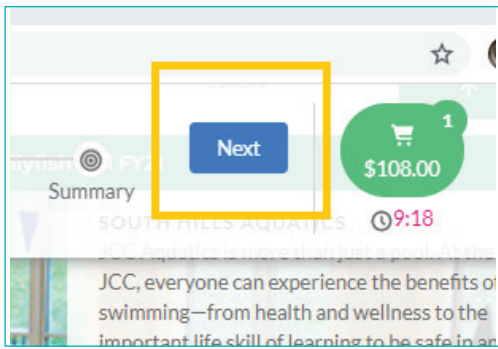 1
Next
$108.00
Summary
9:18
SOUTH HILLS AQUATICS
JCC Aquatics is more than just a pool. At the
JCC, everyone can experience the benefits of
swimming—from health and wellness to the
important life skill of learning to be safe in